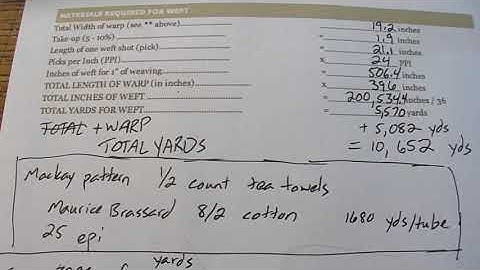 MATERIALS REQUIRED FOR WEFT
Total Width of warp (see ** above) = 19.2 inches
Take-up (5 - 10%) = 1.9 inches
Length of one weft shot (pick) = 21.1 inches
Picks per Inch (PPI) x 24 PPI
Inches of weft for 1" of weaving = 506.4 inches
TOTAL LENGTH OF WARP (in inches) x 396 inches
TOTAL INCHES OF WEFT = 200,534.4 inches / 36
TOTAL YARDS FOR WEFT = 5,570 yards
TOTAL + WARP + 5,082 yds
TOTAL YARDS = 10,652 yds
Mackay pattern 1/2 count tea towels
Maurice Brassard 8/2 cotton 1680 yds/tube
25 epi
yards